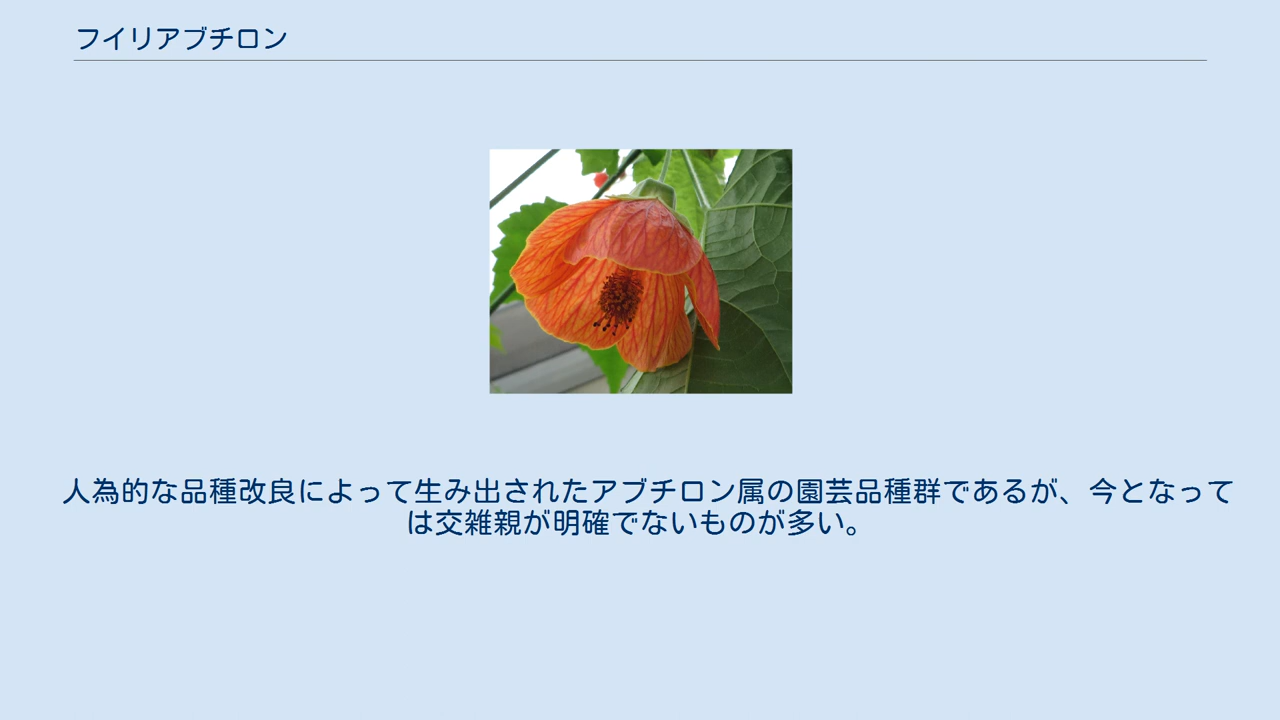 フイリアブチロン
人為的な品種改良によって生み出されたアブチロン属の園芸品種群であるが、今となって
は交雑親が明確でないものが多い。